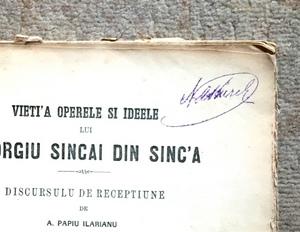 VIETI'A OPERELE SI IDEELE
LUI
ORGIU SINCAI DIN SINC'A
DISCURSULU DE RECEPTIUNE
DE
A. PAPIU ILARIANU